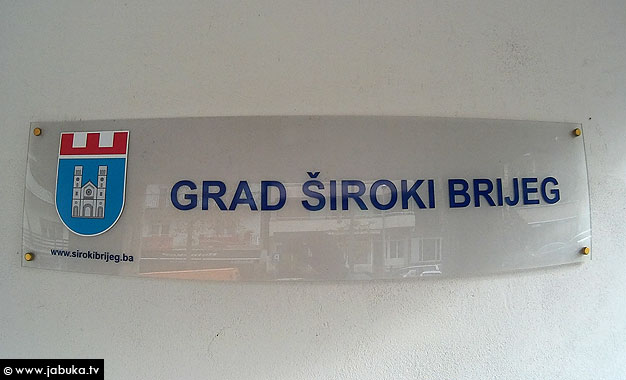 GRAD ŠIROKI BRIJEG
www.sirokibrijeg.ba
© www.jabuka.tv